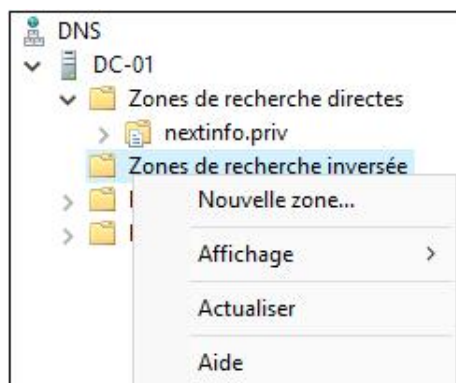 DNS
DC-01
Zones de recherche directes
nextinfo.priv
Zones de recherche inversée
Nouvelle zone...
Affichage
Actualiser
Aide